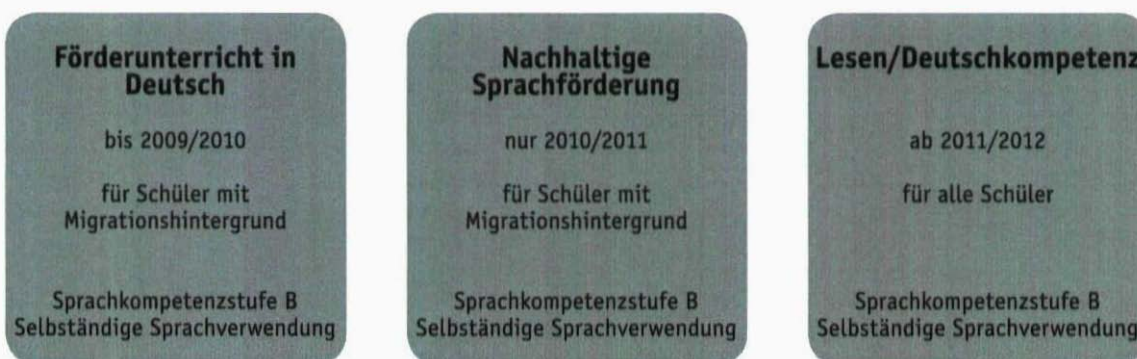 Förderunterricht in
Deutsch
bis 2009/2010
für Schüler mit
Migrationshintergrund
Sprachkompetenzstufe B
Selbständige Sprachverwendung
Nachhaltige
Sprachförderung
nur 2010/2011
für Schüler mit
Migrationshintergrund
Sprachkompetenzstufe B
Selbständige Sprachverwendung
Lesen/Deutschkompetenz
ab 2011/2012
für alle Schüler
Sprachkompetenzstufe B
Selbständige Sprachverwendung